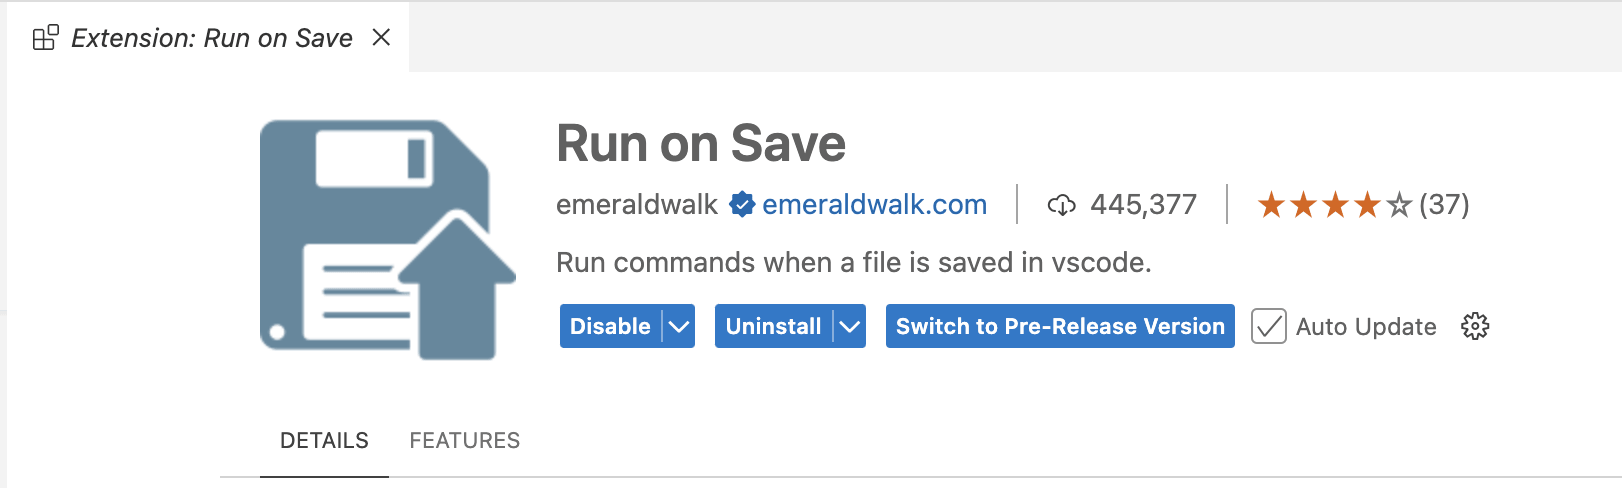 Extension: Run on Save
Run on Save
emeraldwalk emeraldwalk.com 445,377 (37)
Run commands when a file is saved in vscode.
Disable Uninstall Switch to Pre-Release Version Auto Update
DETAILS FEATURES